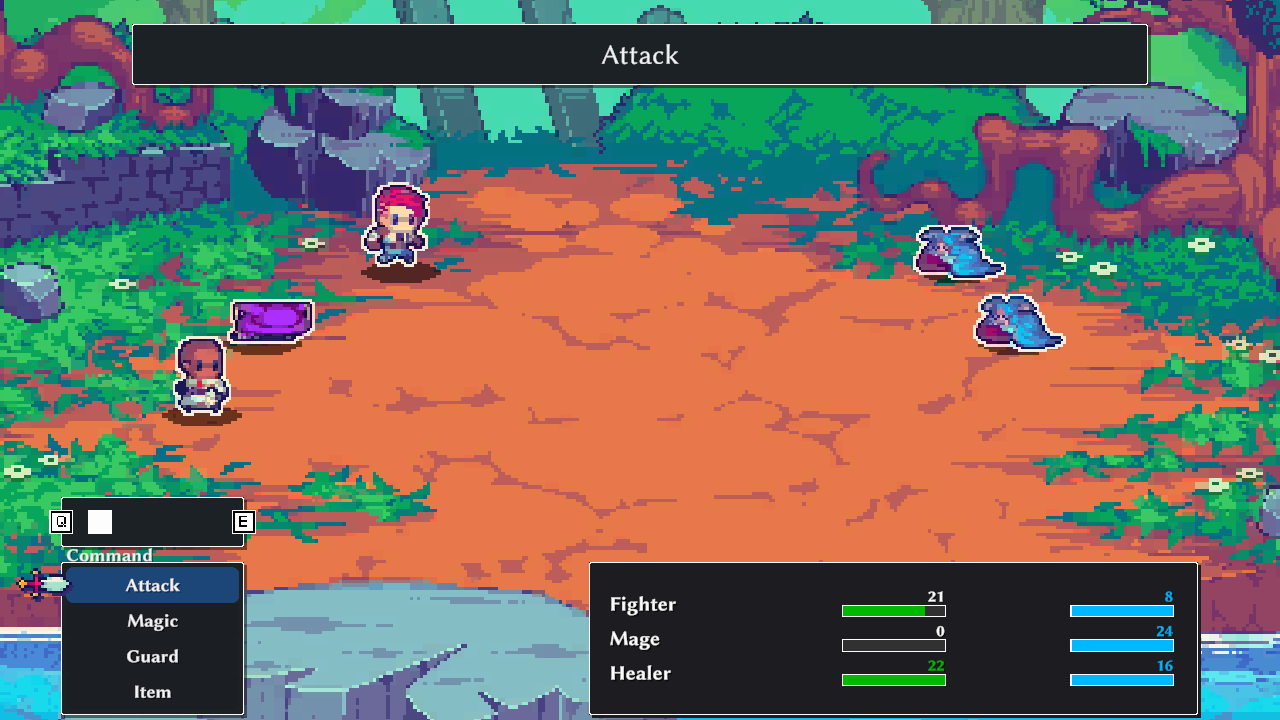 Attack
Q E
Command
Attack
Magic
Guard
Item
Fighter 21 8
Mage 0 24
Healer 22 16